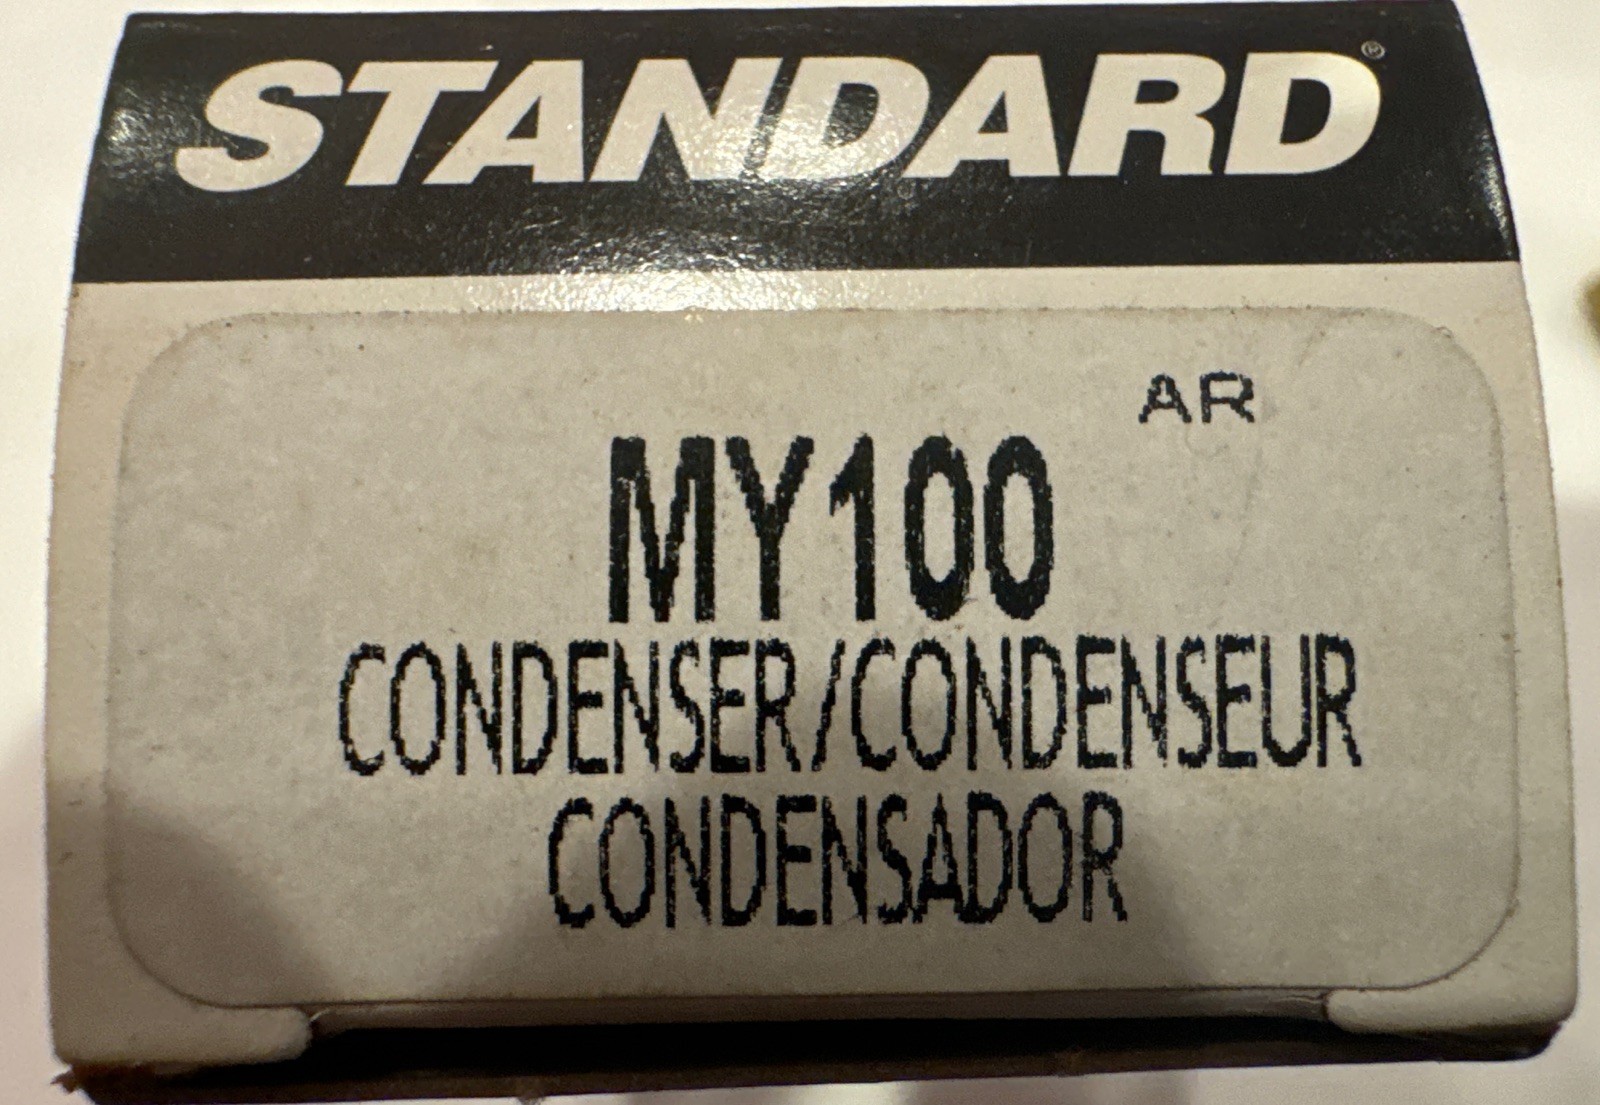 STANDARD®
AR
MY100
CONDENSER/CONDENSEUR
CONDENSADOR